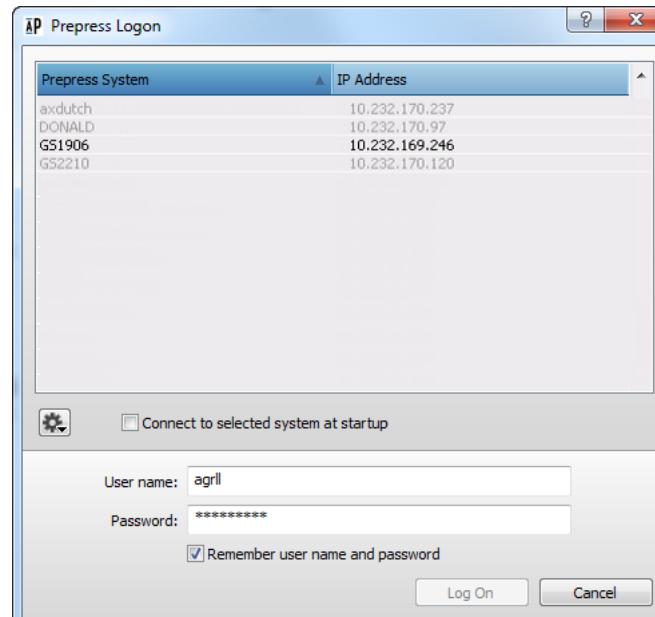 AP Prepress Logon
Prepress System IP Address
axdutch 10.232.170.237
DONALD 10.232.170.97
GS1906 10.232.169.246
GS2210 10.232.170.120
Connect to selected system at startup
User name: agrll
Password: *********
Remember user name and password
Log On Cancel